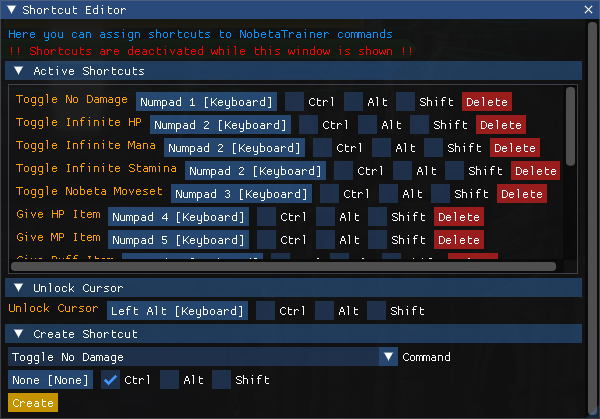 Shortcut Editor
Here you can assign shortcuts to NobetaTrainer commands
!! Shortcuts are deactivated while this window is shown !!
Active Shortcuts
Toggle No Damage Numpad 1 [Keyboard] Ctrl Alt Shift Delete
Toggle Infinite HP Numpad 2 [Keyboard] Ctrl Alt Shift Delete
Toggle Infinite Mana Numpad 2 [Keyboard] Ctrl Alt Shift Delete
Toggle Infinite Stamina Numpad 2 [Keyboard] Ctrl Alt Shift Delete
Toggle Nobeta Moveset Numpad 3 [Keyboard] Ctrl Alt Shift Delete
Give HP Item Numpad 4 [Keyboard] Ctrl Alt Shift Delete
Give MP Item Numpad 5 [Keyboard] Ctrl Alt Shift Delete
Give Buff Item
Unlock Cursor
Unlock Cursor Left Alt [Keyboard] Ctrl Alt Shift
Create Shortcut
Toggle No Damage Command
None [None] Ctrl Alt Shift
Create